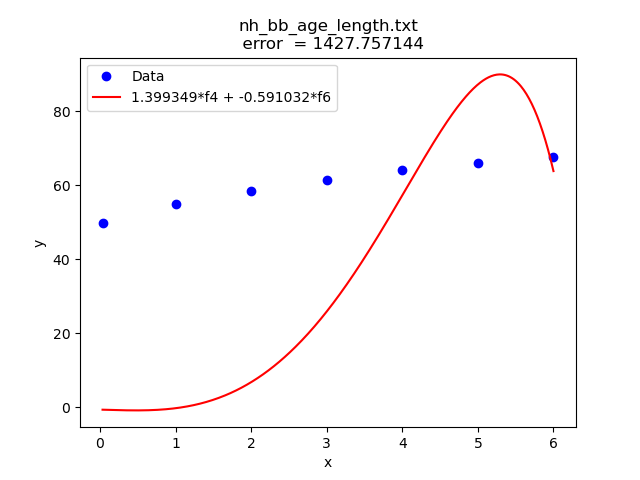 nh_bb_age_length.txt
error  = 1427.757144
Data
1.399349*f4 + -0.591032*f6
y
80
60
40
20
0
0 1 2 3 4 5 6
x